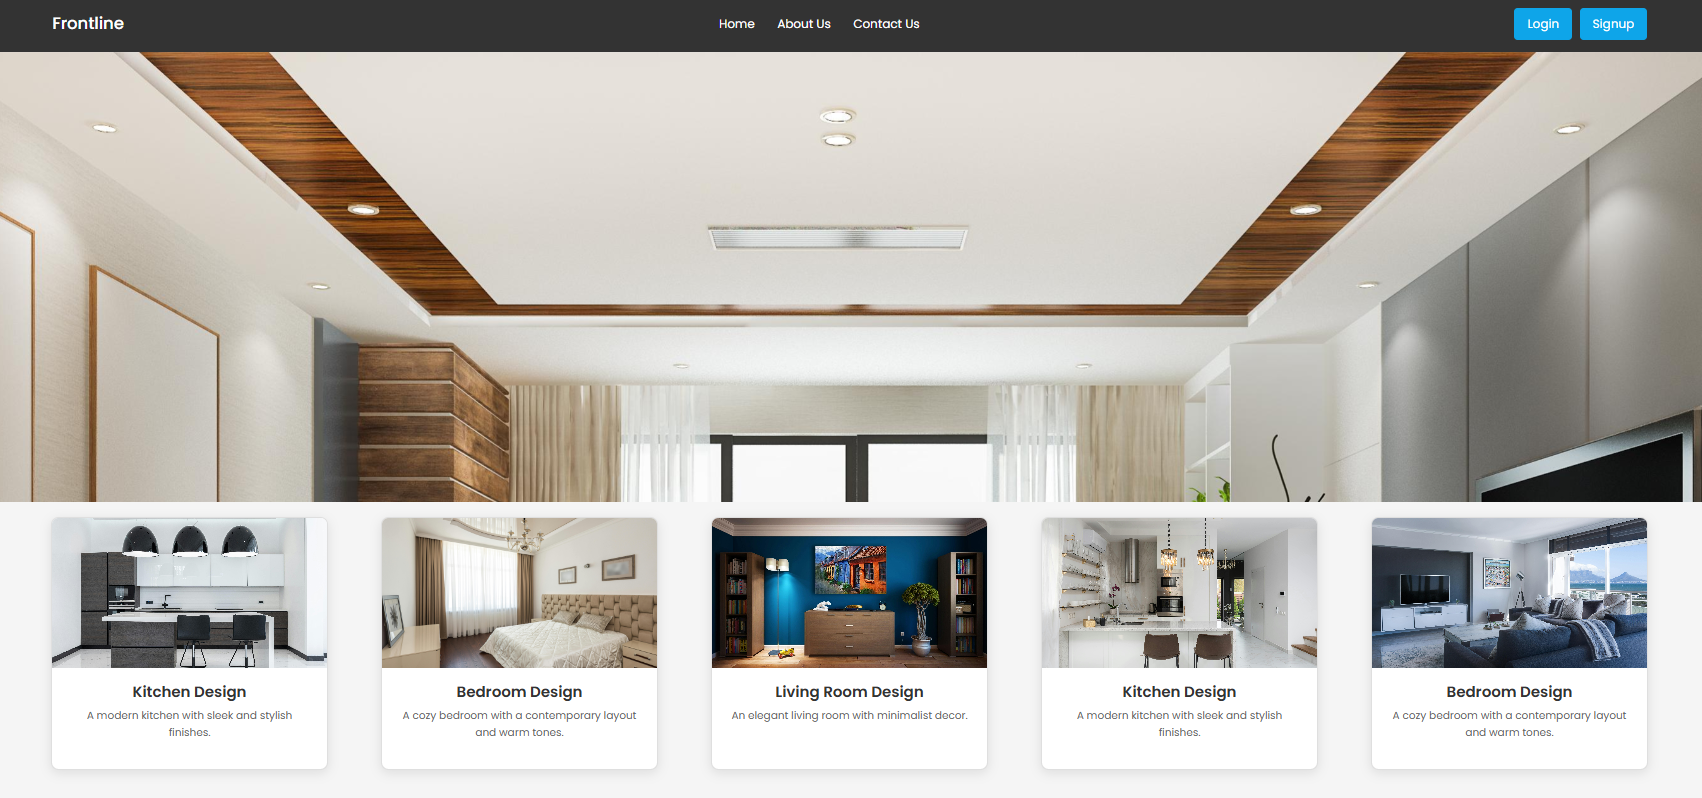 Frontline
Home About Us Contact Us
Login Signup
Kitchen Design
A modern kitchen with sleek and stylish
finishes.
Bedroom Design
A cozy bedroom with a contemporary layout
and warm tones.
Living Room Design
An elegant living room with minimalist decor.
Kitchen Design
A modern kitchen with sleek and stylish
finishes.
Bedroom Design
A cozy bedroom with a contemporary layout
and warm tones.